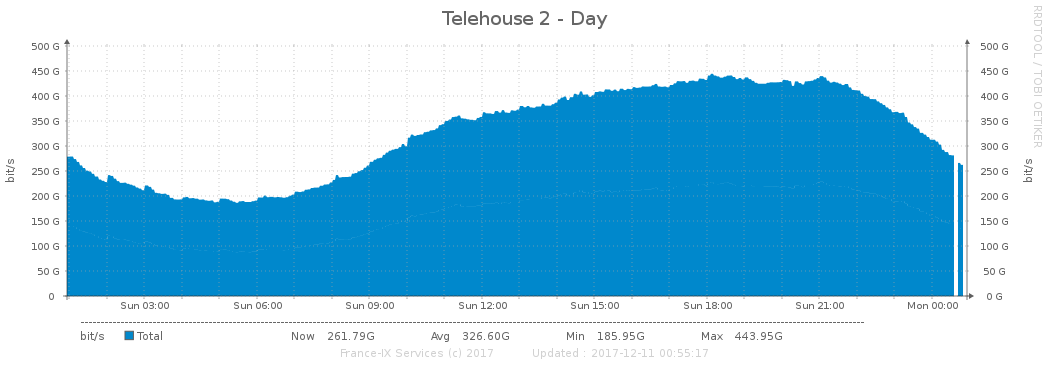 Telehouse 2 - Day
RRDTOOL / TOBI OETIKER
500 G
450 G
400 G
350 G
300 G
250 G
200 G
150 G
100 G
50 G
0
500 G
450 G
400 G
350 G
300 G
250 G
200 G
150 G
100 G
50 G
0 G
bit/s
bit/s
Sun 03:00 Sun 06:00 Sun 09:00 Sun 12:00 Sun 15:00 Sun 18:00 Sun 21:00 Mon 00:00
bit/s Total Now 261.79G Avg 326.60G Min 185.95G Max 443.95G
France-IX Services (c) 2017 Updated : 2017-12-11 00:55:17